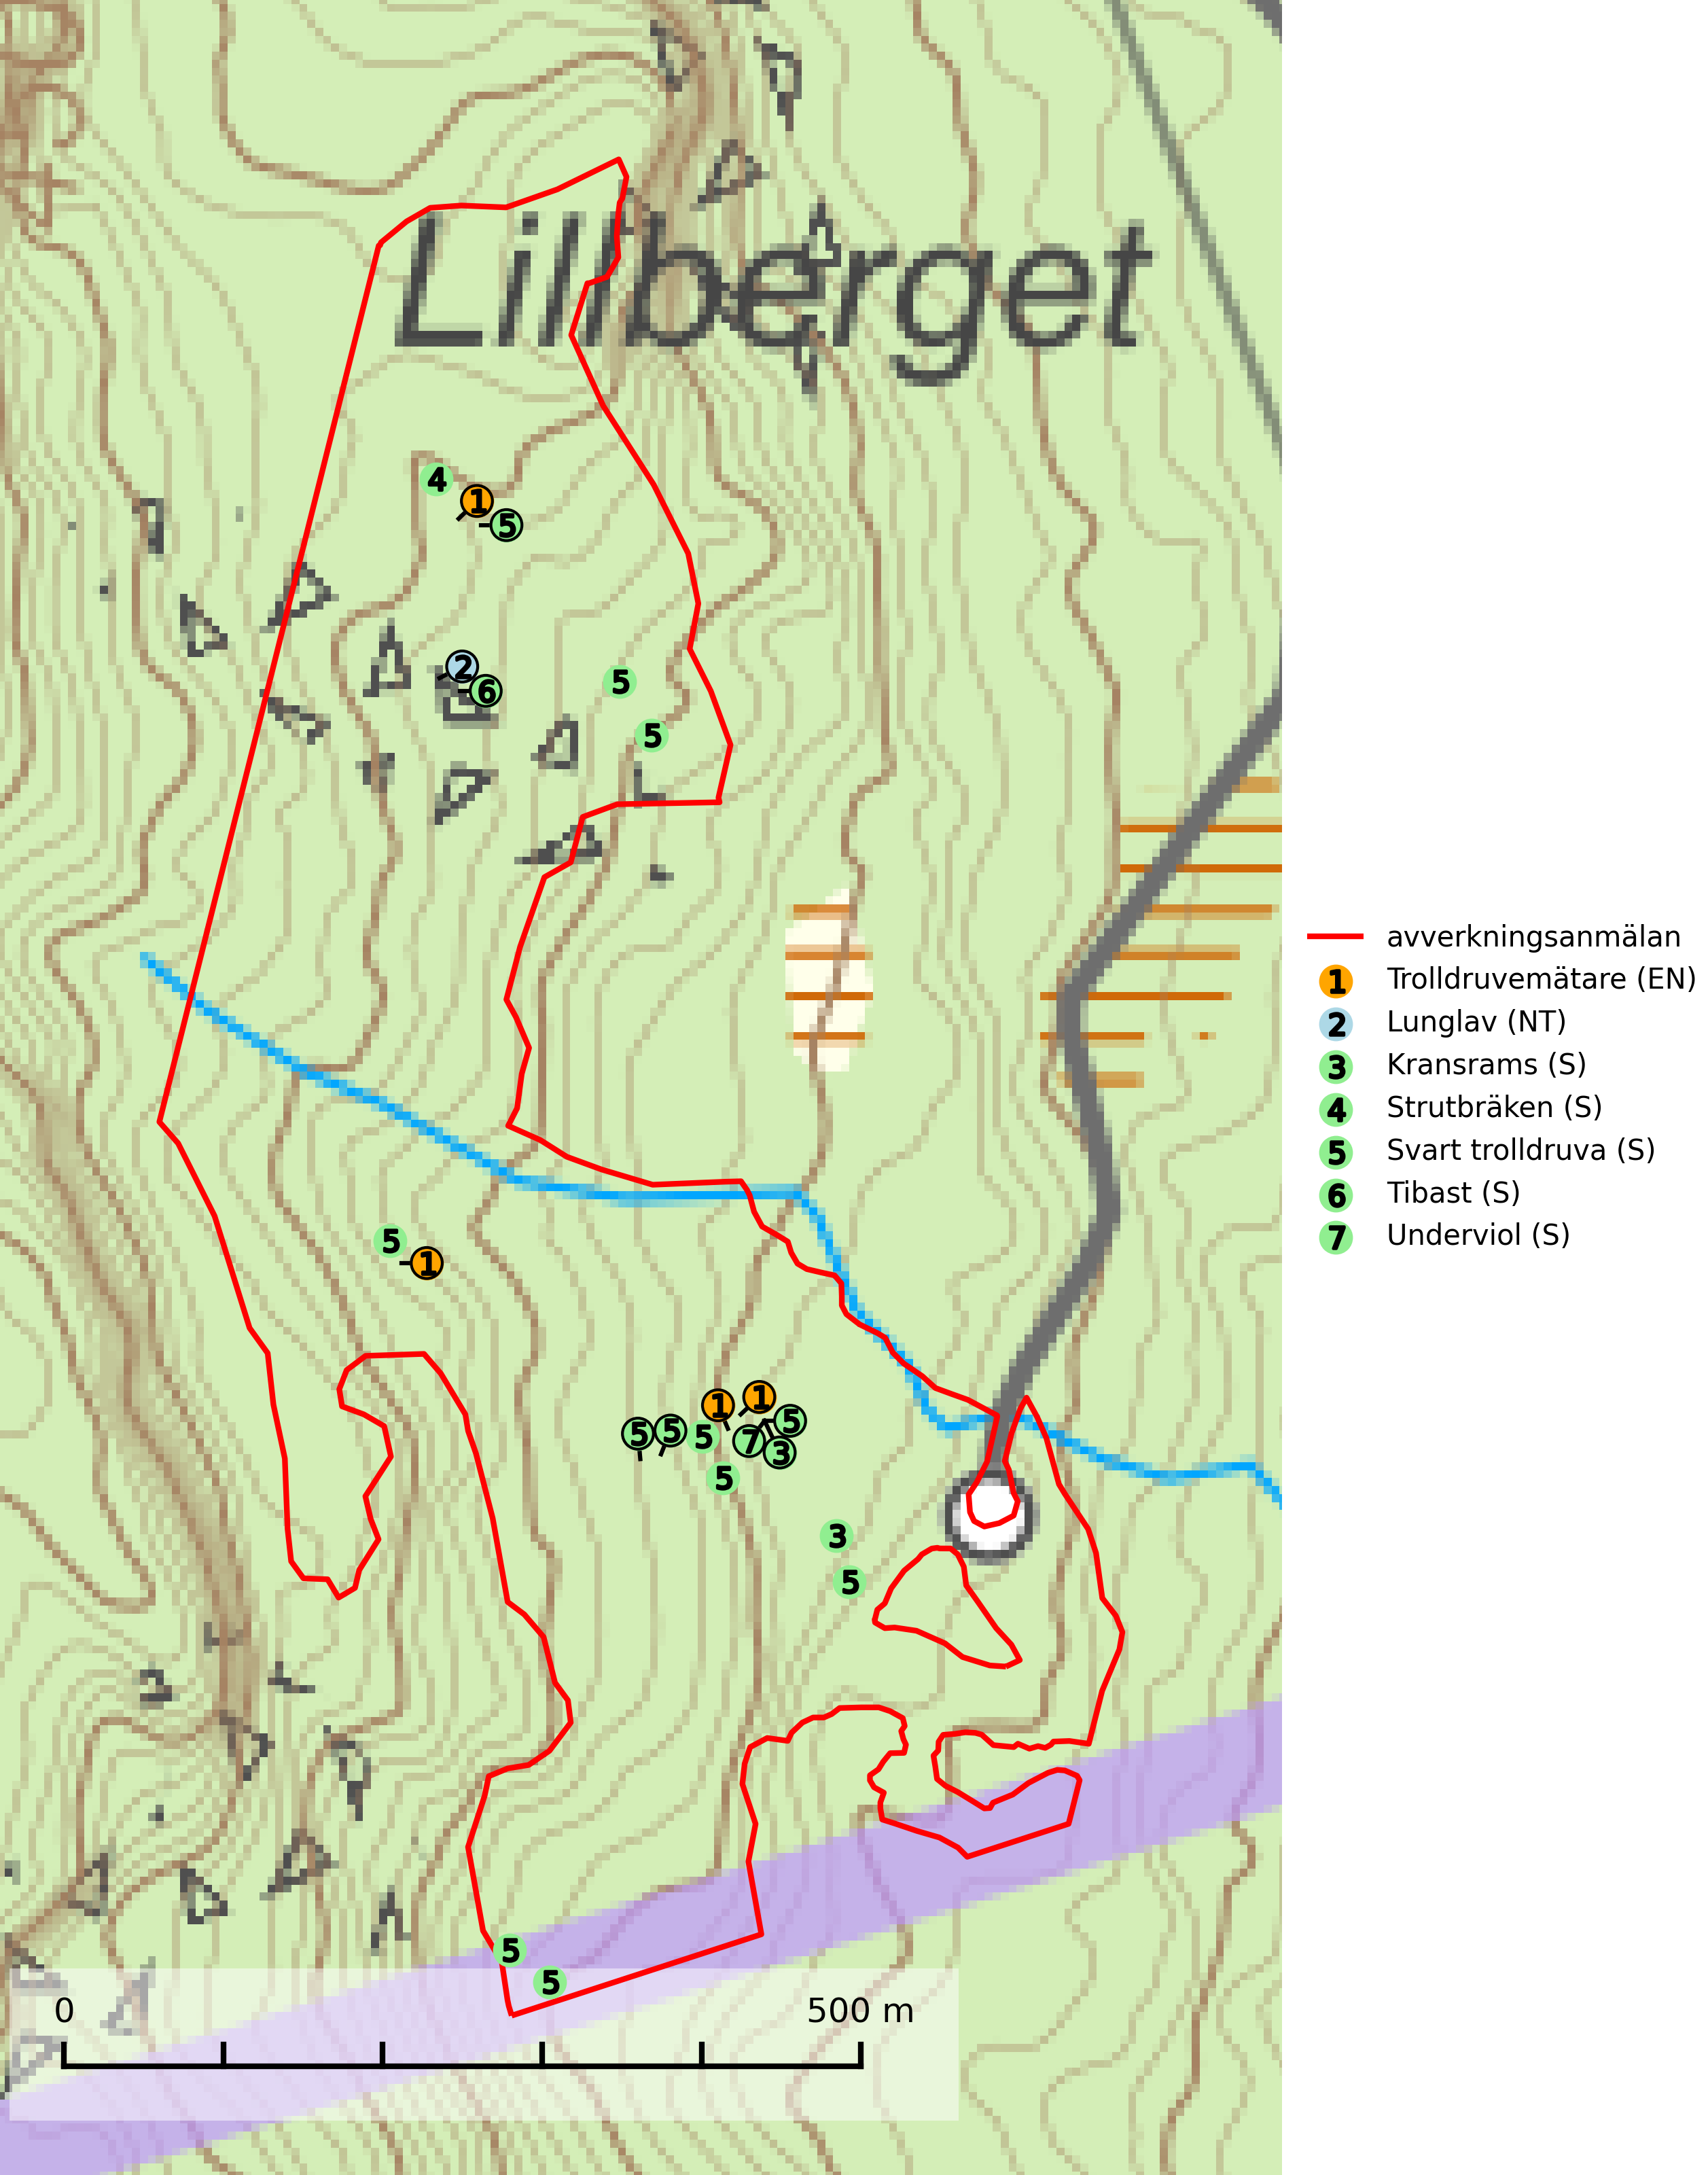 Lillberget
4
1
5
2
6
5
5
5
1
1
1
5
5
5
5
7
3
5
3
5
5
5
0 500 m
avverkningsanmälan
1 Trolldruvemätare (EN)
2 Lunglav (NT)
3 Kransrams (S)
4 Strutbräken (S)
5 Svart trolldruva (S)
6 Tibast (S)
7 Underviol (S)